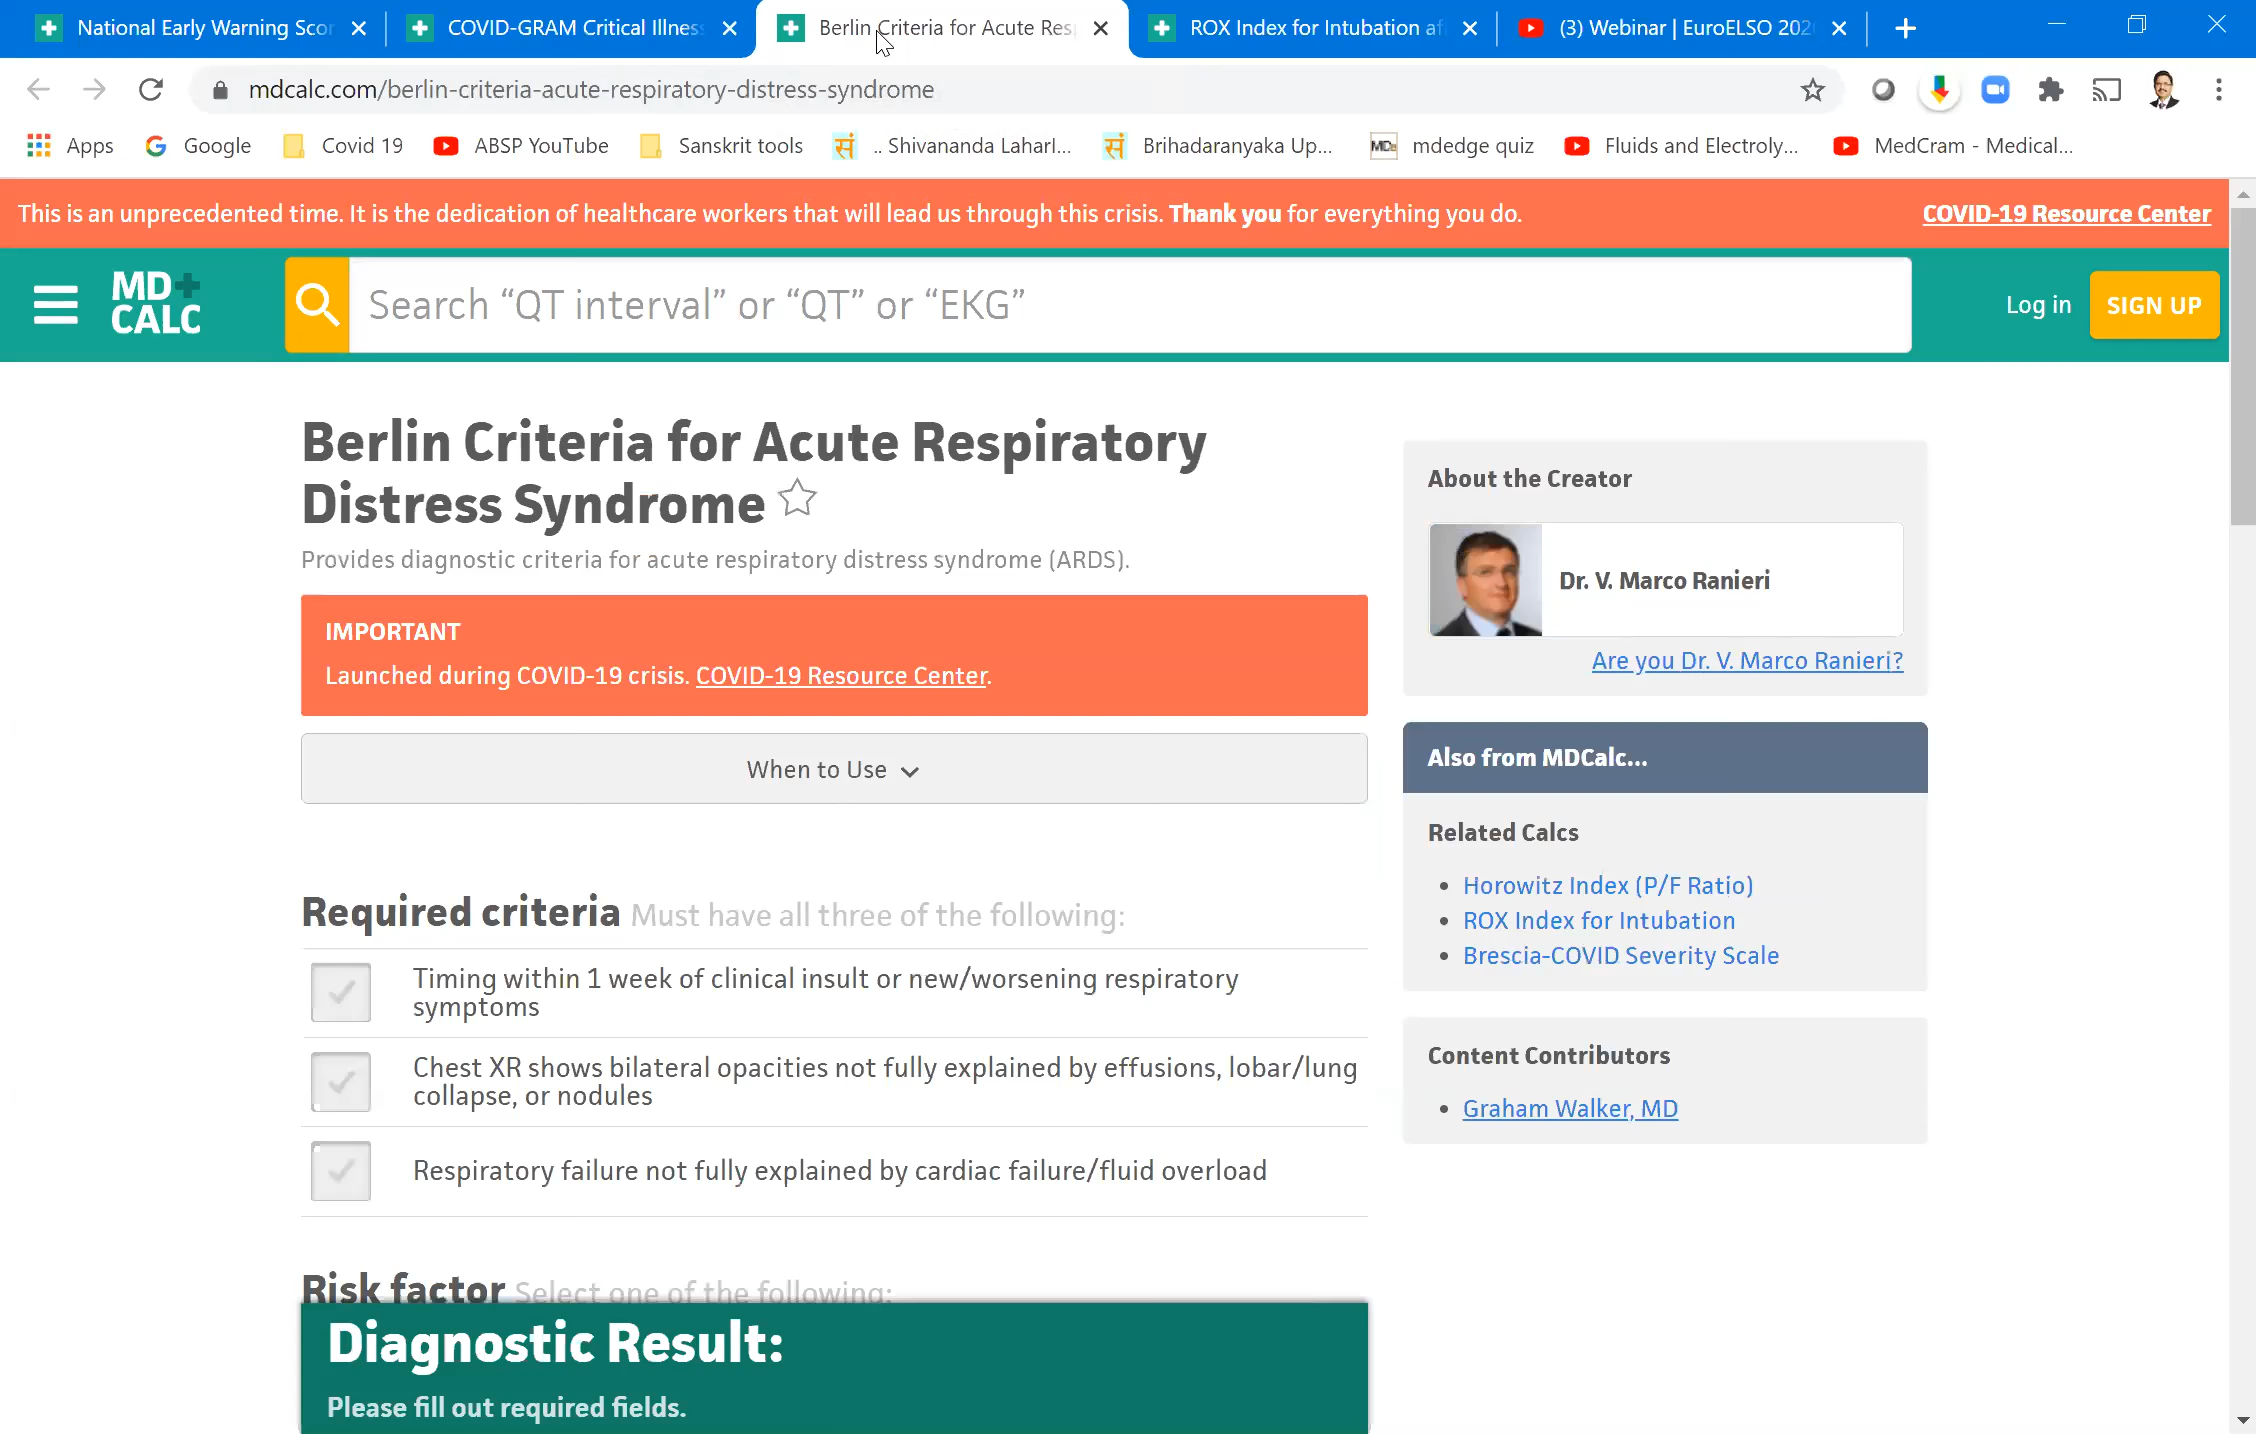 National Early Warning Scor
COVID-GRAM Critical Illness
Berlin Criteria for Acute Res
ROX Index for Intubation af
(3) Webinar | EuroELSO 202
mdcalc.com/berlin-criteria-acute-respiratory-distress-syndrome
Apps
Google
Covid 19
ABSP YouTube
Sanskrit tools
सं
.. Shivananda Laharl...
सं
Brihadaranyaka Up...
mdedge quiz
Fluids and Electroly...
MedCram - Medical...
This is an unprecedented time. It is the dedication of healthcare workers that will lead us through this crisis. Thank you for everything you do.
COVID-19 Resource Center
MD
CALC
Search “QT interval” or “QT” or “EKG”
Log in
SIGN UP
Berlin Criteria for Acute Respiratory
Distress Syndrome
Provides diagnostic criteria for acute respiratory distress syndrome (ARDS).
IMPORTANT
Launched during COVID-19 crisis. COVID-19 Resource Center.
When to Use
Required criteria Must have all three of the following:
Timing within 1 week of clinical insult or new/worsening respiratory
symptoms
Chest XR shows bilateral opacities not fully explained by effusions, lobar/lung
collapse, or nodules
Respiratory failure not fully explained by cardiac failure/fluid overload
Risk factor Select one of the following:
Diagnostic Result:
Please fill out required fields.
About the Creator
Dr. V. Marco Ranieri
Are you Dr. V. Marco Ranieri?
Also from MDCalc...
Related Calcs
Horowitz Index (P/F Ratio)
ROX Index for Intubation
Brescia-COVID Severity Scale
Content Contributors
Graham Walker, MD